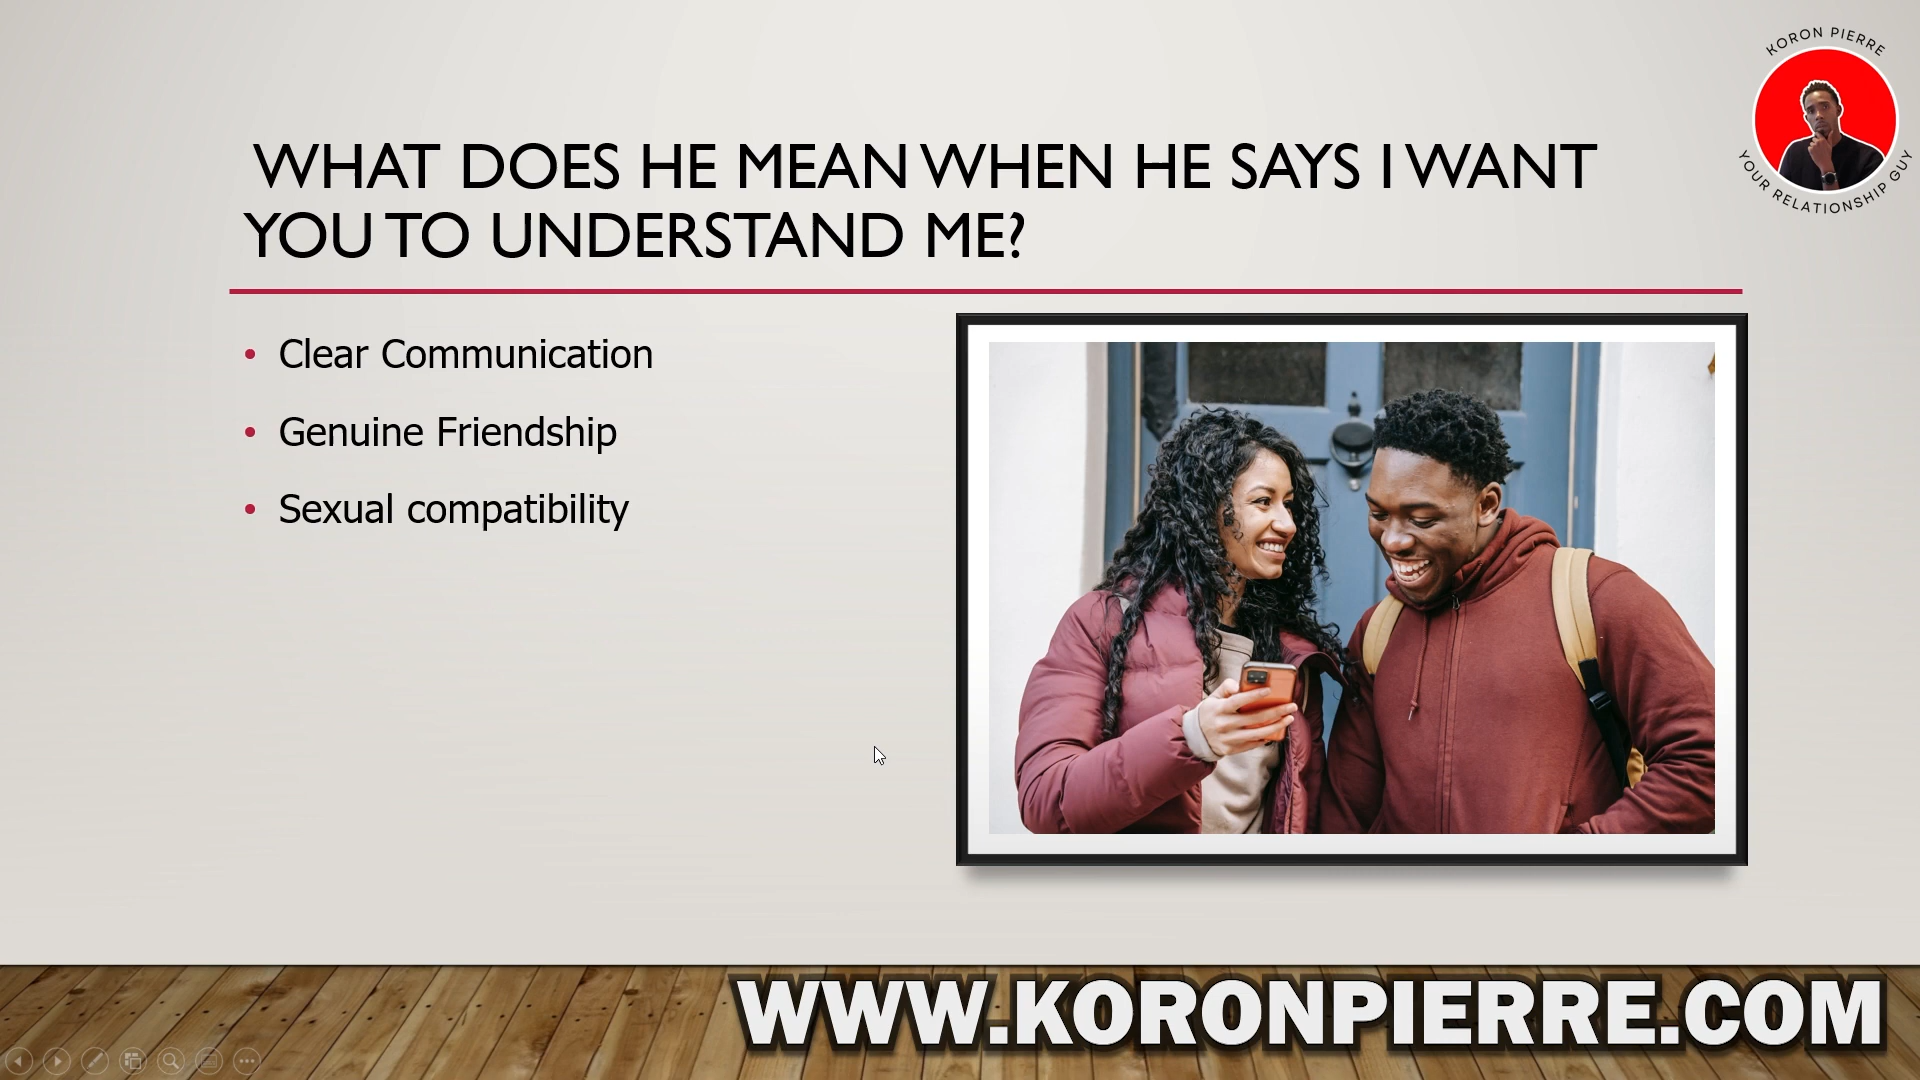 KORON PIERRE
YOUR RELATIONSHIP GUY
WHAT DOES HE MEAN WHEN HE SAYS I WANT
YOU TO UNDERSTAND ME?
• Clear Communication
• Genuine Friendship
• Sexual compatibility
WWW.KORONPIERRE.COM